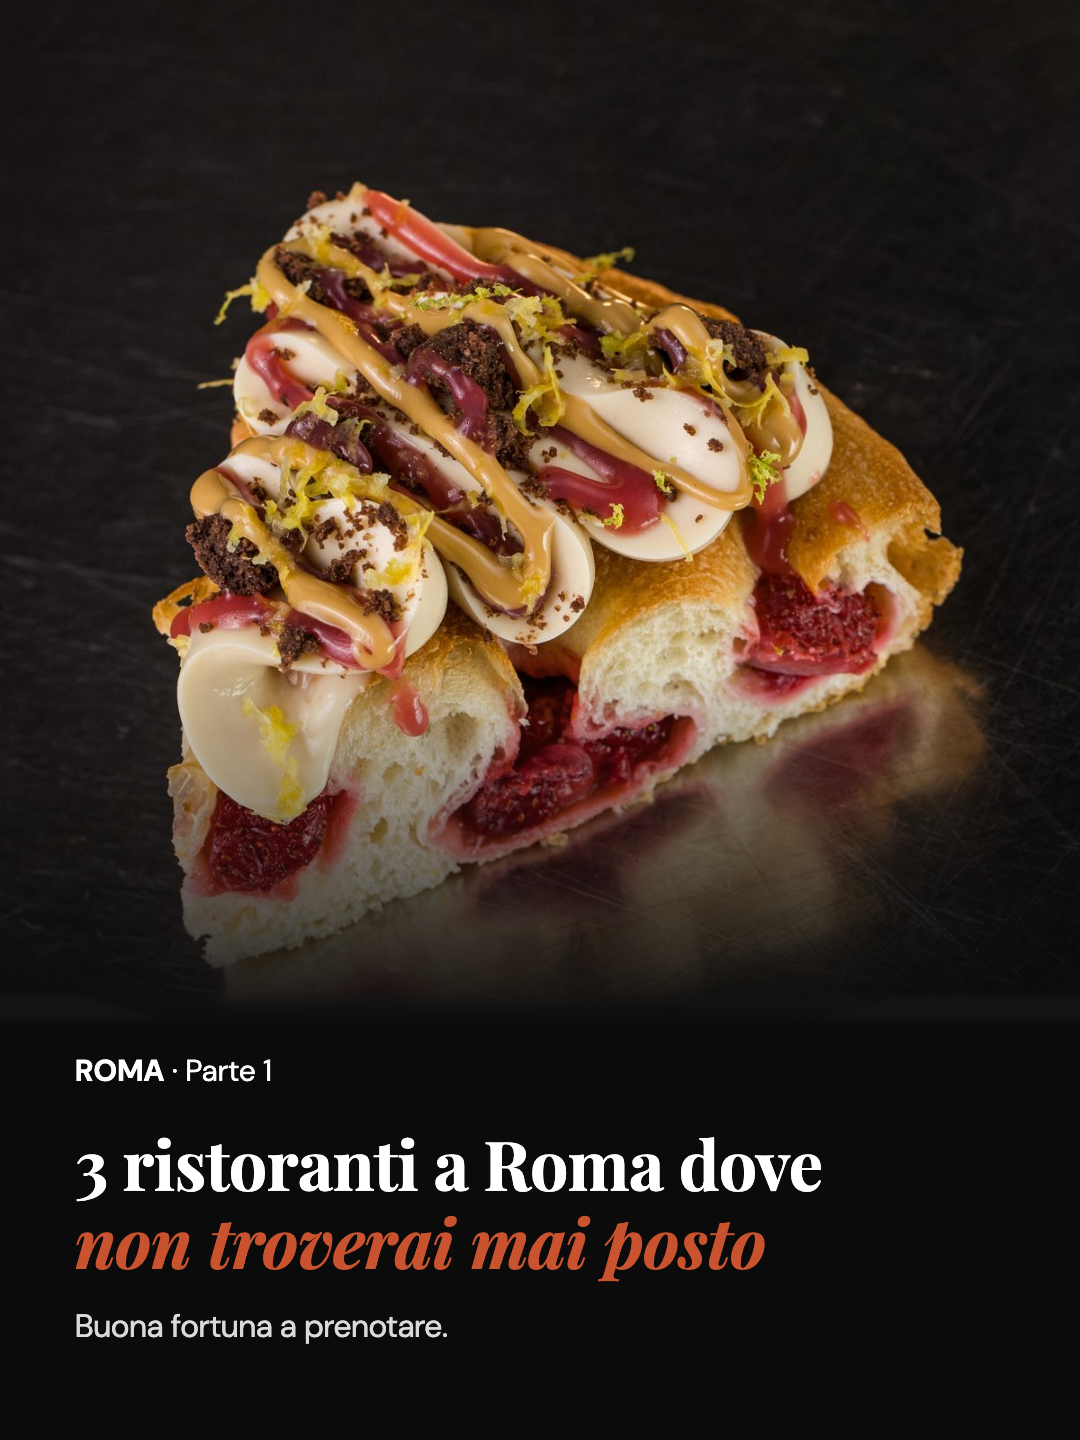 ROMA · Parte 1
3 ristoranti a Roma dove
non troverai mai posto
Buona fortuna a prenotare.